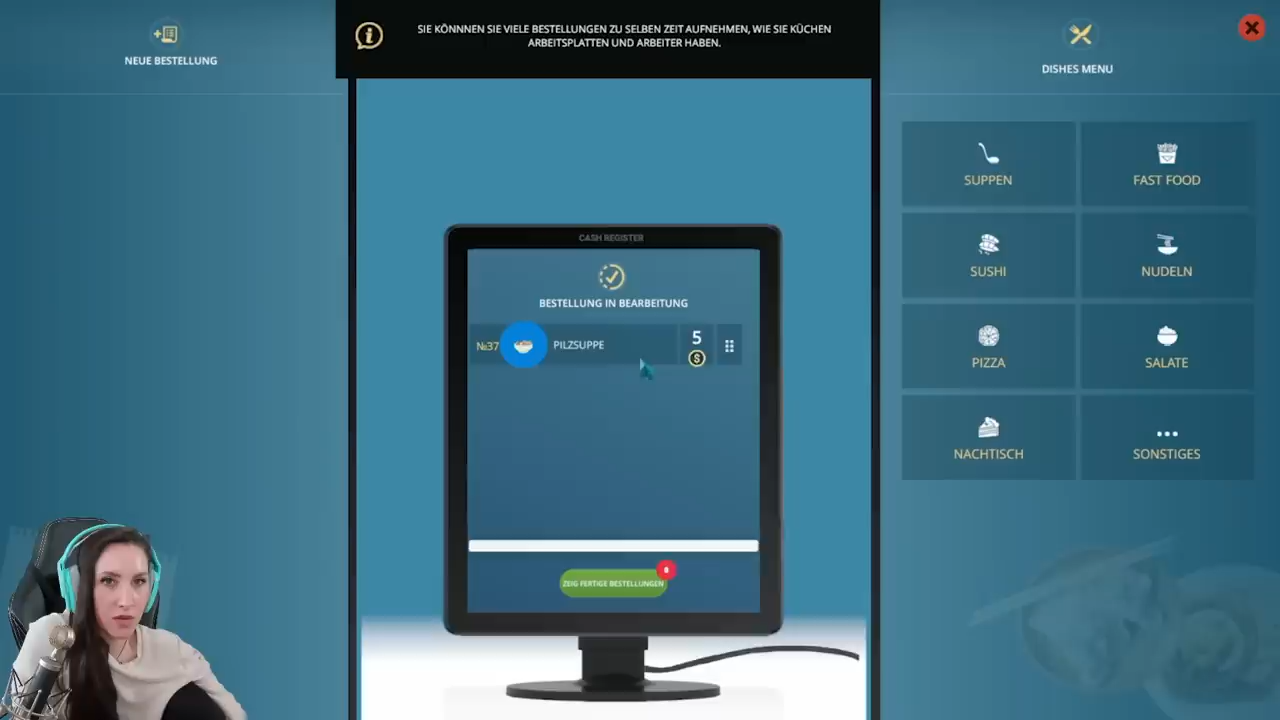 NEUE BESTELLUNG
SIE KÖNNNEN SIE VIELE BESTELLUNGEN ZU SELBEN ZEIT AUFNEHMEN, WIE SIE KÜCHEN
ARBEITSPLATTEN UND ARBEITER HABEN.
DISHES MENU
CASH REGISTER
BESTELLUNG IN BEARBEITUNG
№37 PILZSUPPE 5
ZEIG FERTIGE BESTELLUNGEN
SUPPEN
FAST FOOD
SUSHI
NUDELN
PIZZA
SALATE
NACHTISCH
SONSTIGES